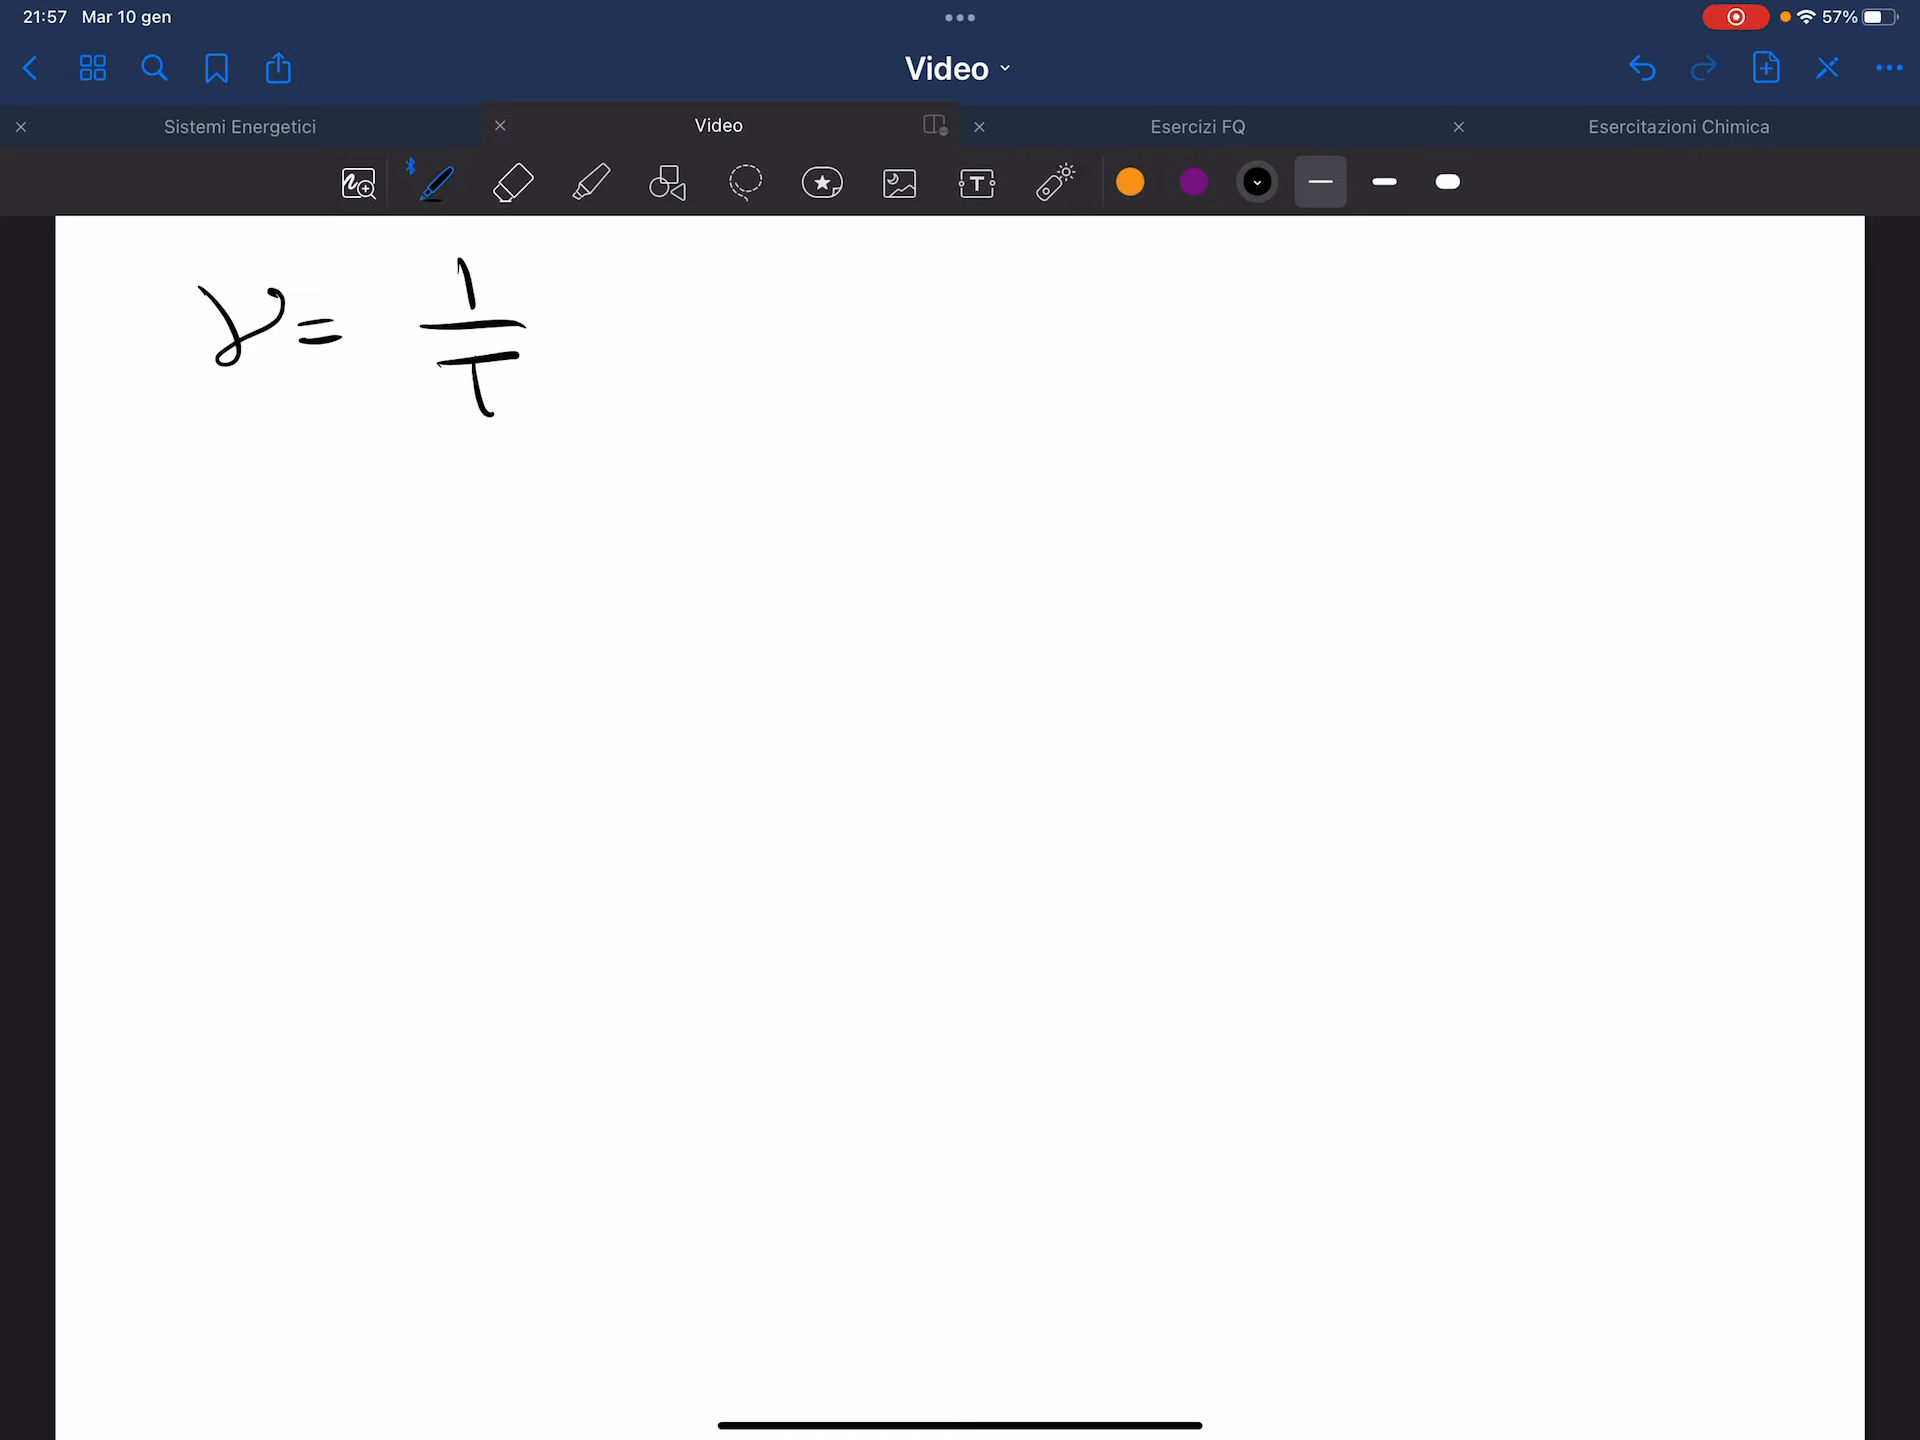 21:57 Mar 10 gen 57%
Video
Sistemi Energetici Video Esercizi FQ Esercitazioni Chimica
T
γ = 1/T